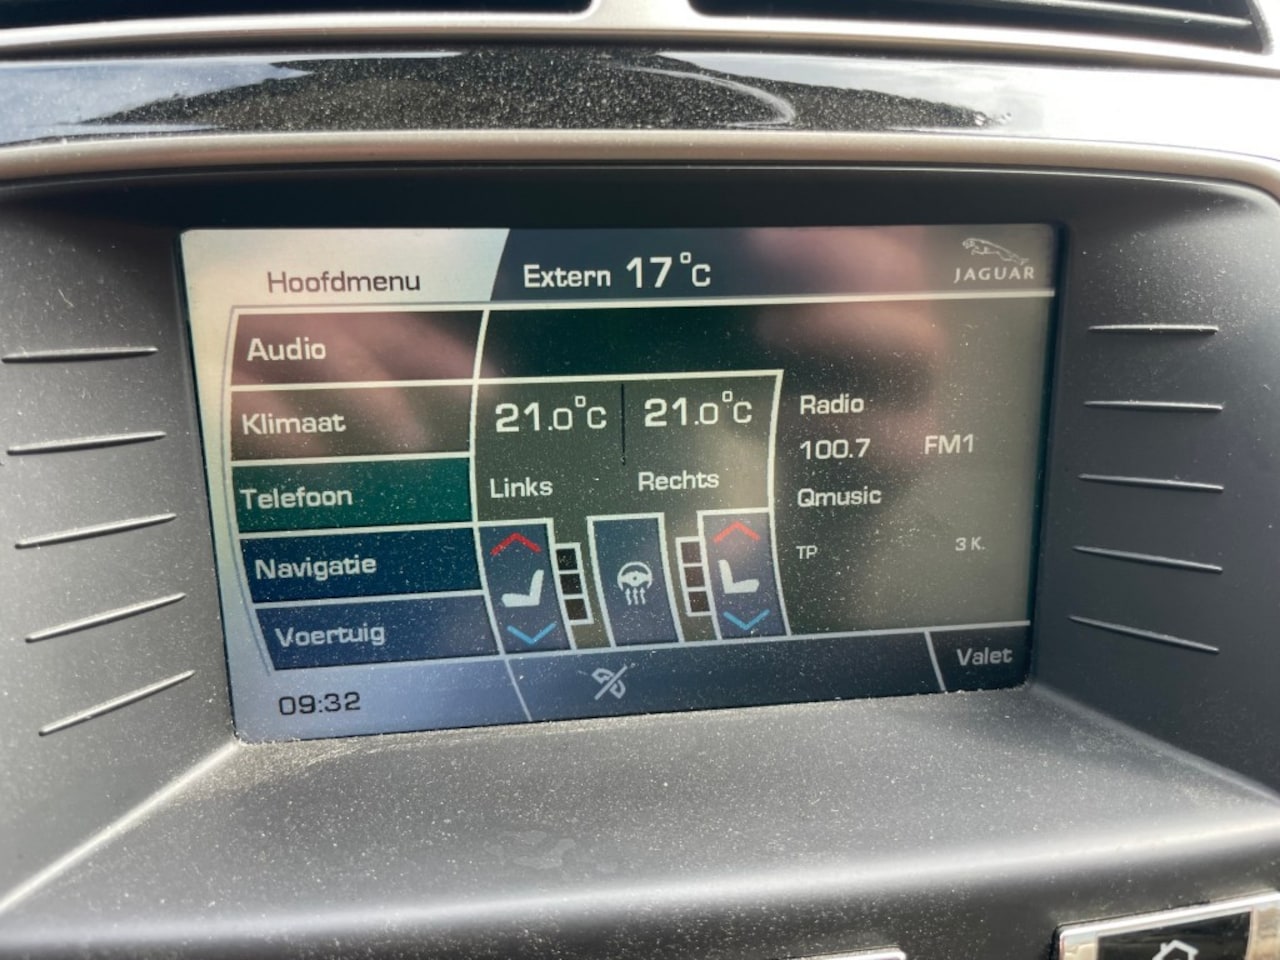 Hoofdmenu
Extern 17°C
JAGUAR
Audio
Klimaat
21.0°C
21.0°C
Radio
100.7 FM1
Telefoon
Links
Rechts
Qmusic
Navigatie
TP 3 K.
Voertuig
Valet
09:32